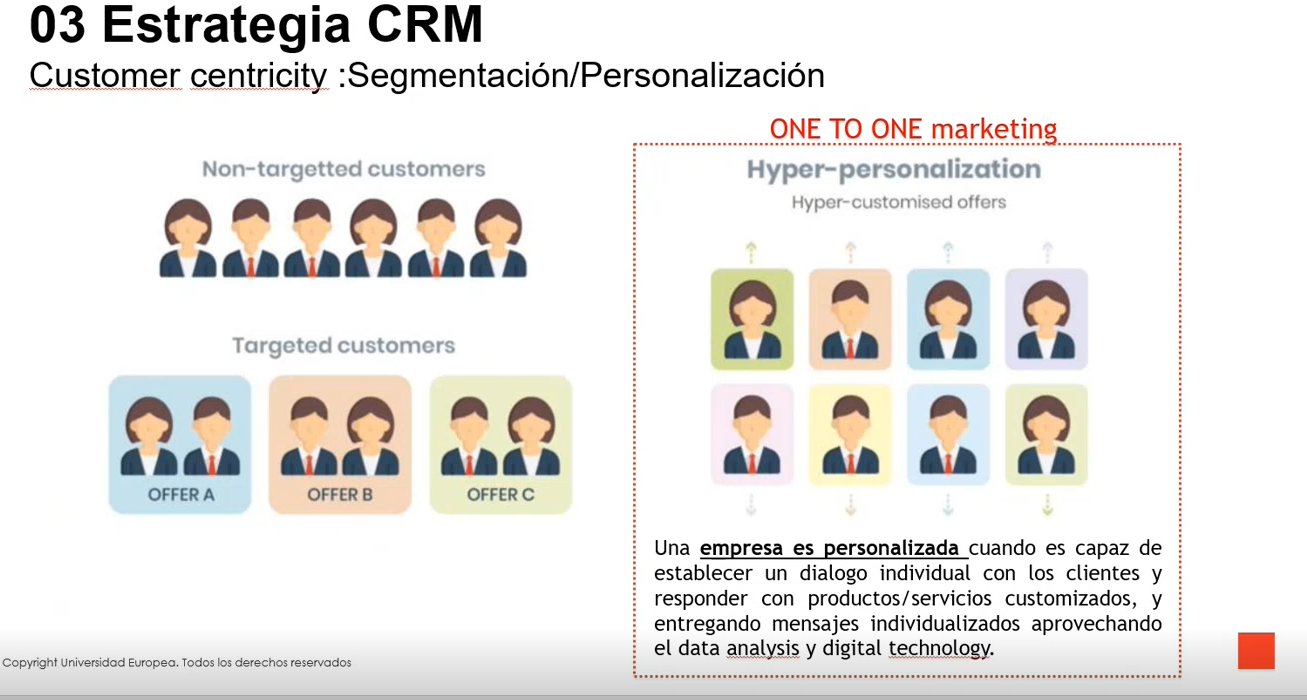 03 Estrategia CRM
Customer centricity :Segmentación/Personalización
Non-targetted customers
Targeted customers
OFFER A
OFFER B
OFFER C
ONE TO ONE marketing
Hyper-personalization
Hyper-customised offers
Una empresa es personalizada cuando es capaz de
establecer un dialogo individual con los clientes y
responder con productos/servicios customizados, y
entregando mensajes individualizados aprovechando
el data analysis y digital technology.
Copyright Universidad Europea. Todos los derechos reservados